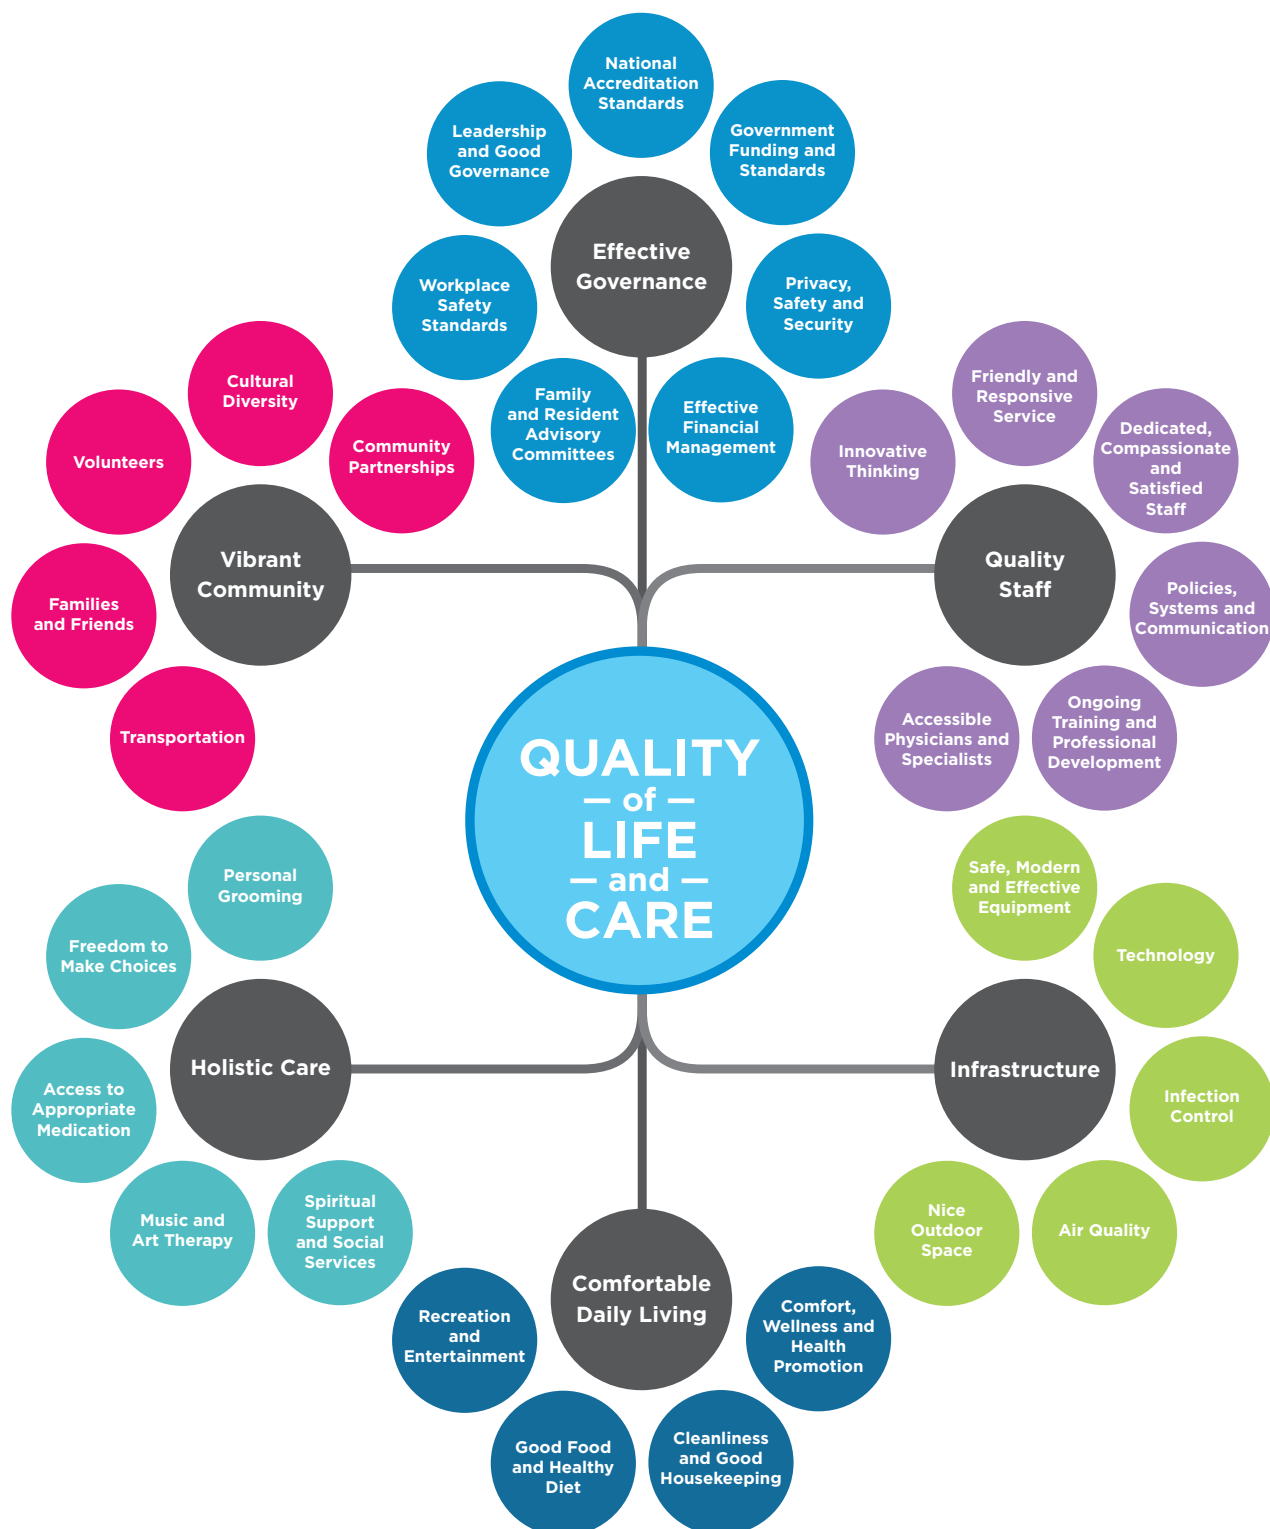 National
Accreditation
Standards
Leadership
and Good
Governance
Government
Funding and
Standards
Effective
Governance
Workplace
Safety
Standards
Privacy,
Safety and
Security
Family
and Resident
Advisory
Committees
Effective
Financial
Management
Cultural
Diversity
Volunteers
Community
Partnerships
Vibrant
Community
Families
and Friends
Transportation
Friendly and
Responsive
Service
Innovative
Thinking
Dedicated,
Compassionate
and
Satisfied
Staff
Quality
Staff
Policies,
Systems and
Communication
Accessible
Physicians and
Specialists
Ongoing
Training and
Professional
Development
QUALITY
— of —
LIFE
— and —
CARE
Personal
Grooming
Freedom to
Make Choices
Holistic Care
Access to
Appropriate
Medication
Music and
Art Therapy
Spiritual
Support
and Social
Services
Safe, Modern
and Effective
Equipment
Technology
Infrastructure
Infection
Control
Nice
Outdoor
Space
Air Quality
Comfortable
Daily Living
Recreation
and
Entertainment
Comfort,
Wellness and
Health
Promotion
Good Food
and Healthy
Diet
Cleanliness
and Good
Housekeeping